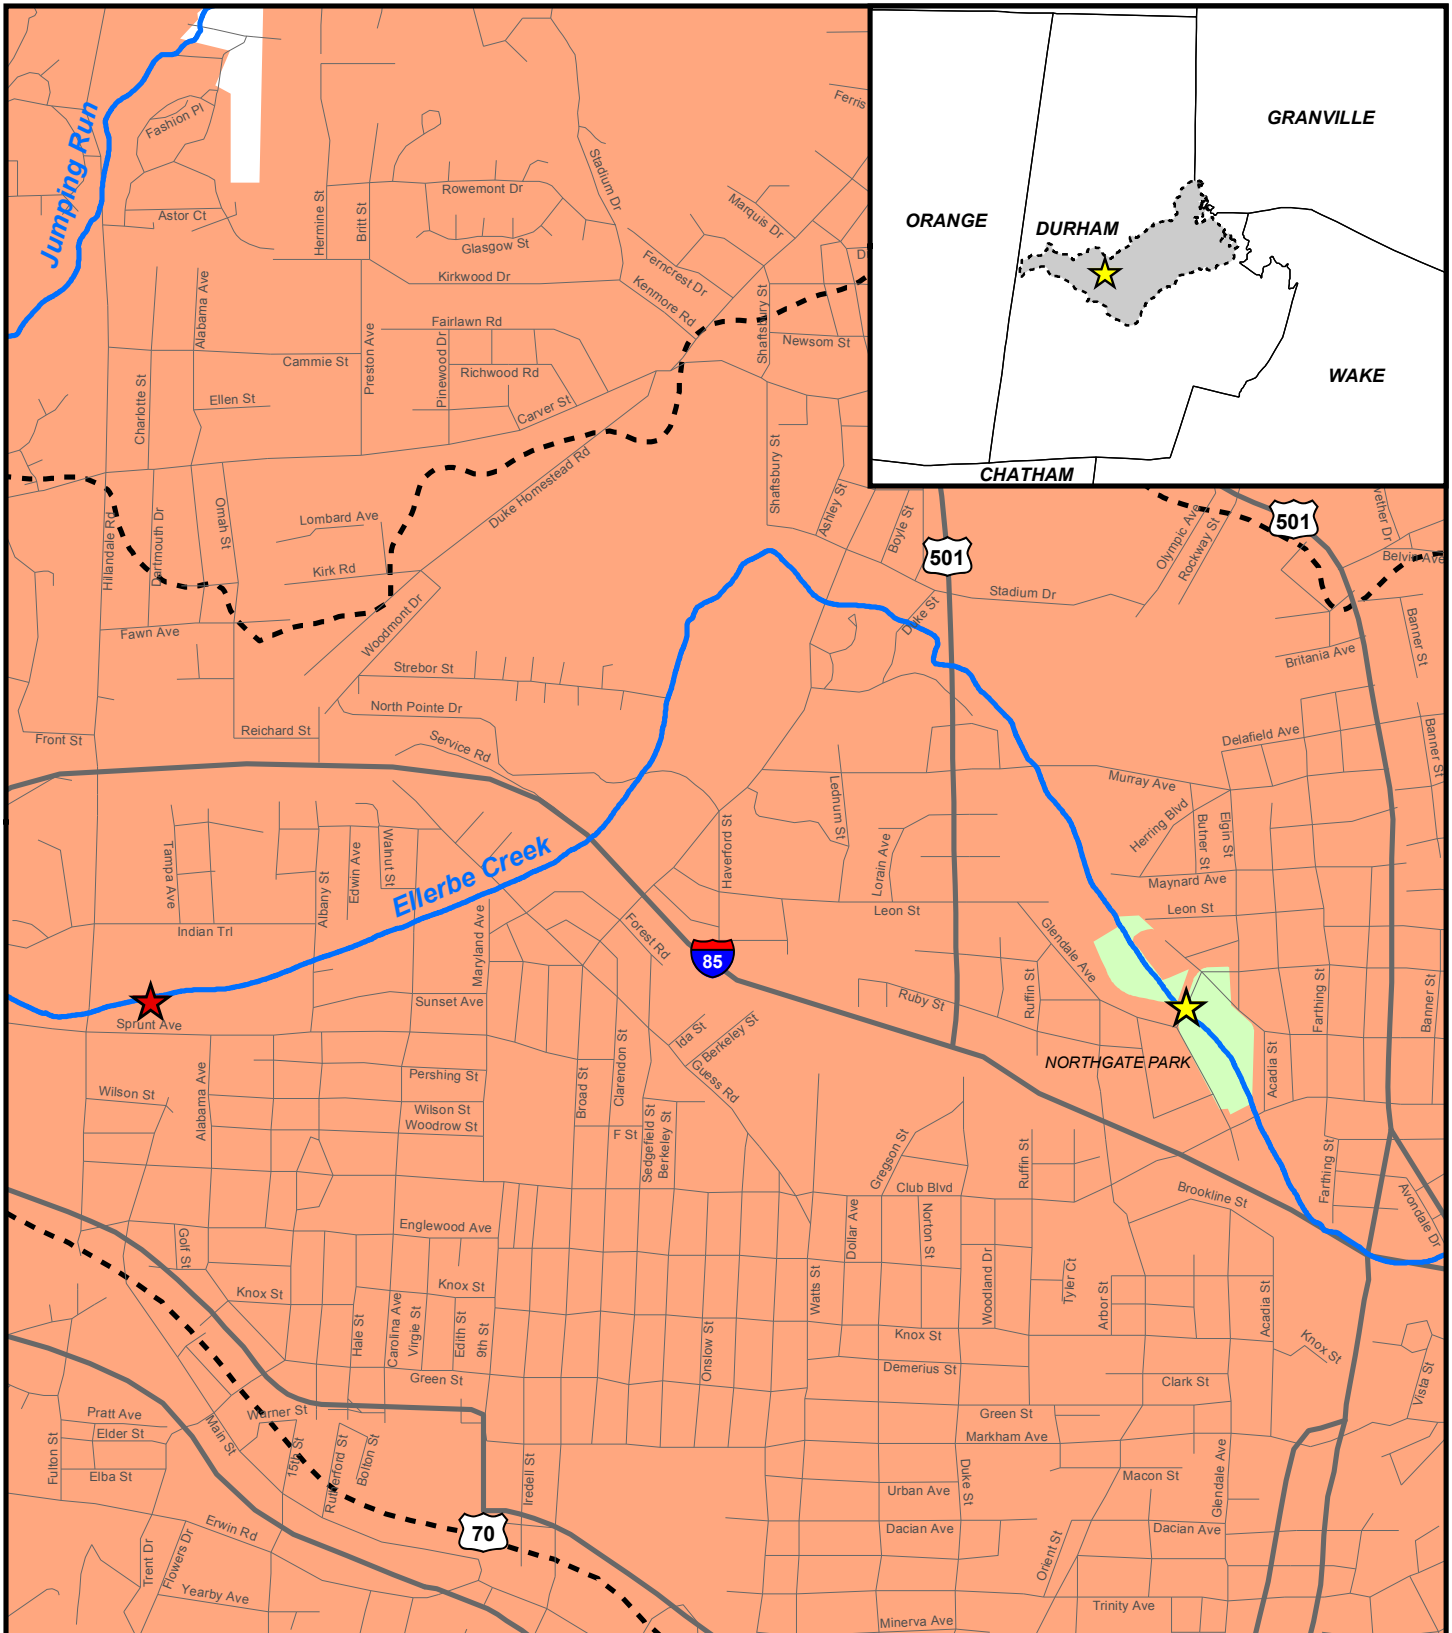 GRANVILLE
ORANGE
DURHAM
WAKE
CHATHAM
Jumping Run
Fashion Pl
Astor Ct
Hermine St
Britt St
Rowemont Dr
Glasgow St
Kirkwood Dr
Stadium Dr
Ferris
Marquis Dr
Ferncrest Dr
Kenmore Rd
Shaftsbury St
D
Newsom St
Alabama Ave
Fairlawn Rd
Cammie St
Preston Ave
Pinewood Dr
Richwood Rd
Charlotte St
Ellen St
Carver St
Duke Homestead Rd
Shaftsbury St
Ashley St
Boyle St
501
501
Olympic Ave
Rockway St
wether Dr
Belvin Ave
Hillandale Rd
Dartmouth Dr
Omah St
Lombard Ave
Kirk Rd
Woodmont Dr
Fawn Ave
Stadium Dr
Duke St
Banner St
Britania Ave
Strebor St
North Pointe Dr
Reichard St
Service Rd
Front St
Delafield Ave
Banner St
Murray Ave
Lednum St
Herring Blvd
Butner St
Elgin St
Tampa Ave
Edwin Ave
Walnut St
Albany St
Ellerbe Creek
Haverford St
Lorain Ave
Maynard Ave
Leon St
Leon St
Indian Trl
Maryland Ave
Forest Rd
85
Glendale Ave
Ruffin St
Ruby St
Farthing St
Banner St
Sunset Ave
Sprunt Ave
Ida St
Berkeley St
Guess Rd
NORTHGATE PARK
Acadia St
Wilson St
Alabama Ave
Pershing St
Wilson St
Woodrow St
Broad St
Clarendon St
F St
Sedgefield St
Berkeley St
Gregson St
Ruffin St
Club Blvd
Brookline St
Farthing St
Avondale Dr
Golf St
Englewood Ave
Dollar Ave
Norton St
Woodland Dr
Tyler Ct
Arbor St
Acadia St
Knox St
Knox St
Hale St
Carolina Ave
Virgie St
Edith St
9th St
Watts St
Onslow St
Knox St
Knox St
Demerius St
Green St
Clark St
Vista St
Pratt Ave
Elder St
Fulton St
Elba St
Main St
Warner St
15th St
Rutherford St
Bolton St
Green St
Markham Ave
Iredell St
Duke St
Macon St
Glendale Ave
Urban Ave
70
Erwin Rd
Dacian Ave
Dacian Ave
Orient St
Trent Dr
Flowers Dr
Yearby Ave
Trinity Ave
Minerva Ave